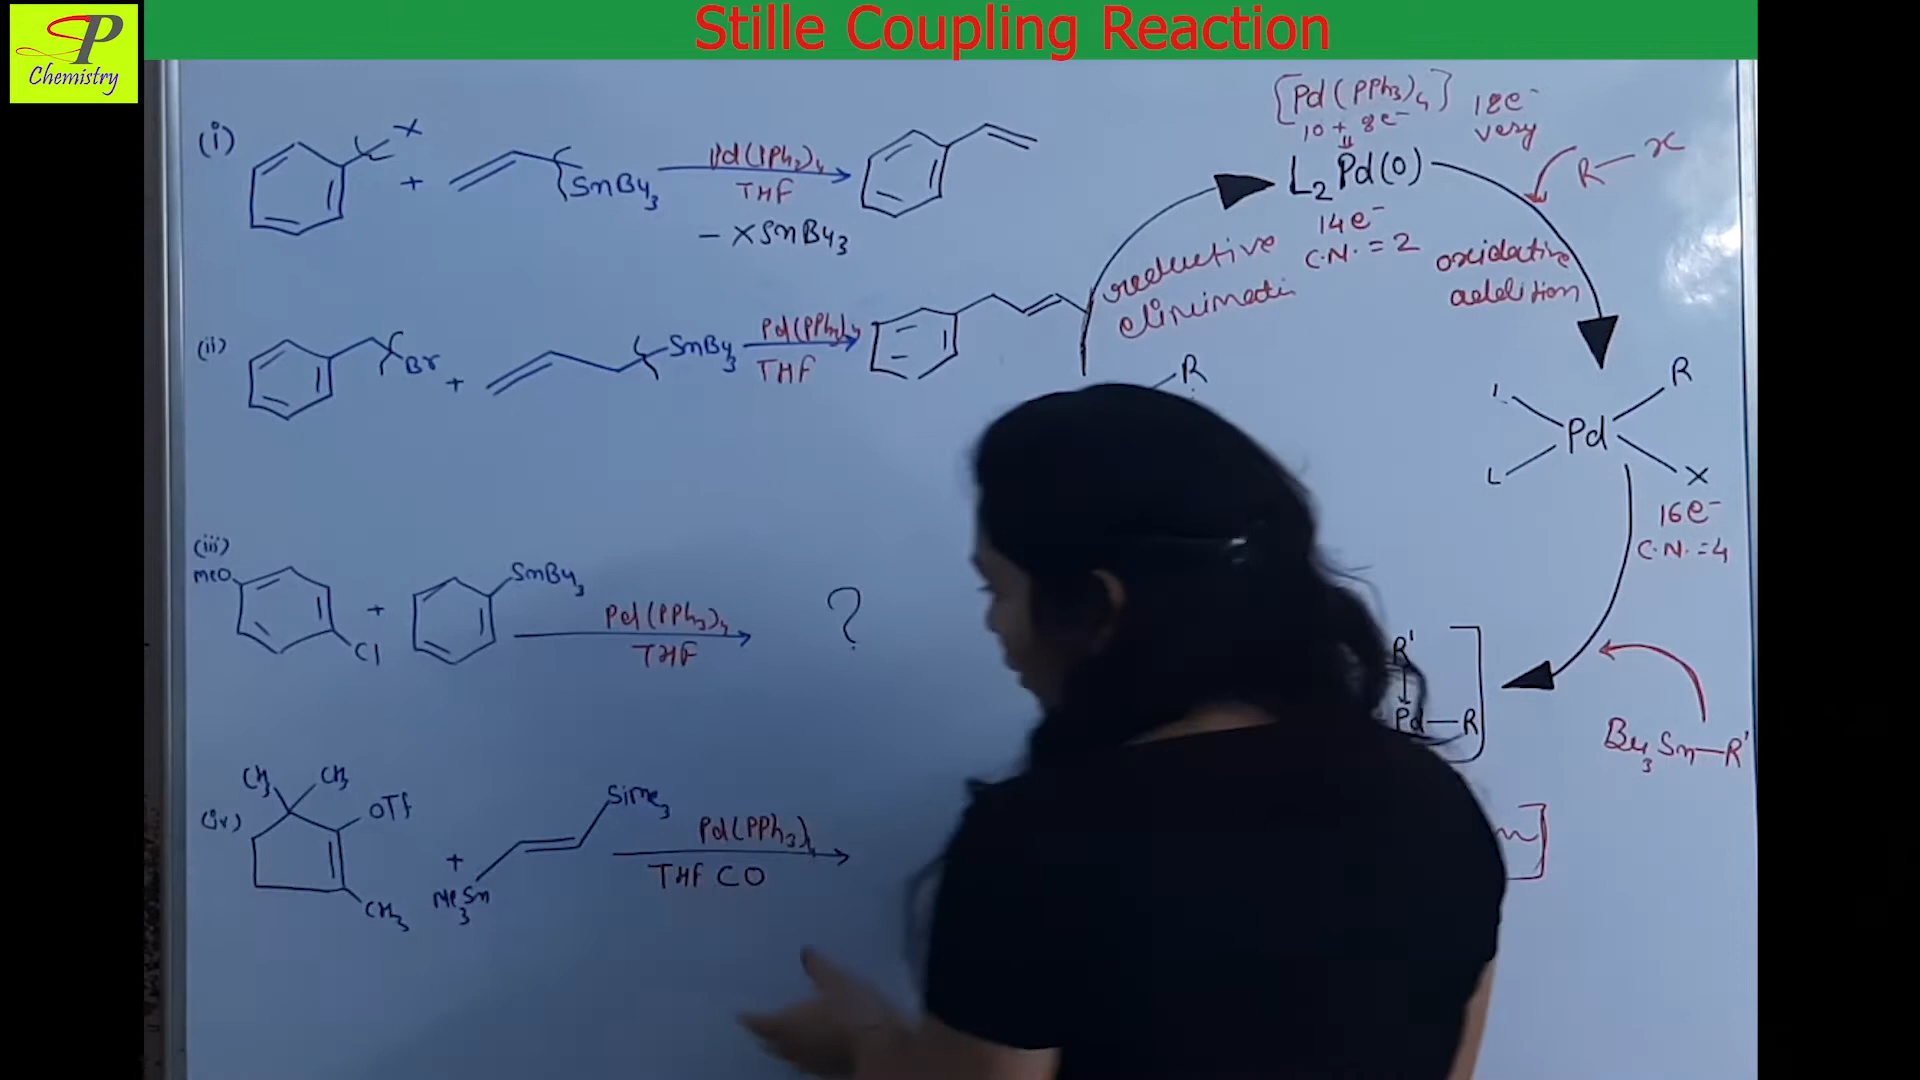 Stille Coupling Reaction
SP
Chemistry
(i)
X
+
SnBu3
Pd(PPh3)4
THF
- XSnBu3
(ii)
Br
+
SnBu3
Pd(PPh3)4
THF
(iii)
MeO
Cl
+
SnBu3
Pd(PPh3)4
THF
?
(iv)
CH3
CH3
OTf
CH3
+
Me3Sn
SiMe3
Pd(PPh3)4
THF CO
[Pd(PPh3)4]
10 + 8e-
18e-
very
L2Pd(0)
14e-
C.N. = 2
R-X
oxidative
addition
reductive
R
L
R
Pd
L
X
16e-
C.N. = 4
Bu3Sn-R'
R'
Pd-R